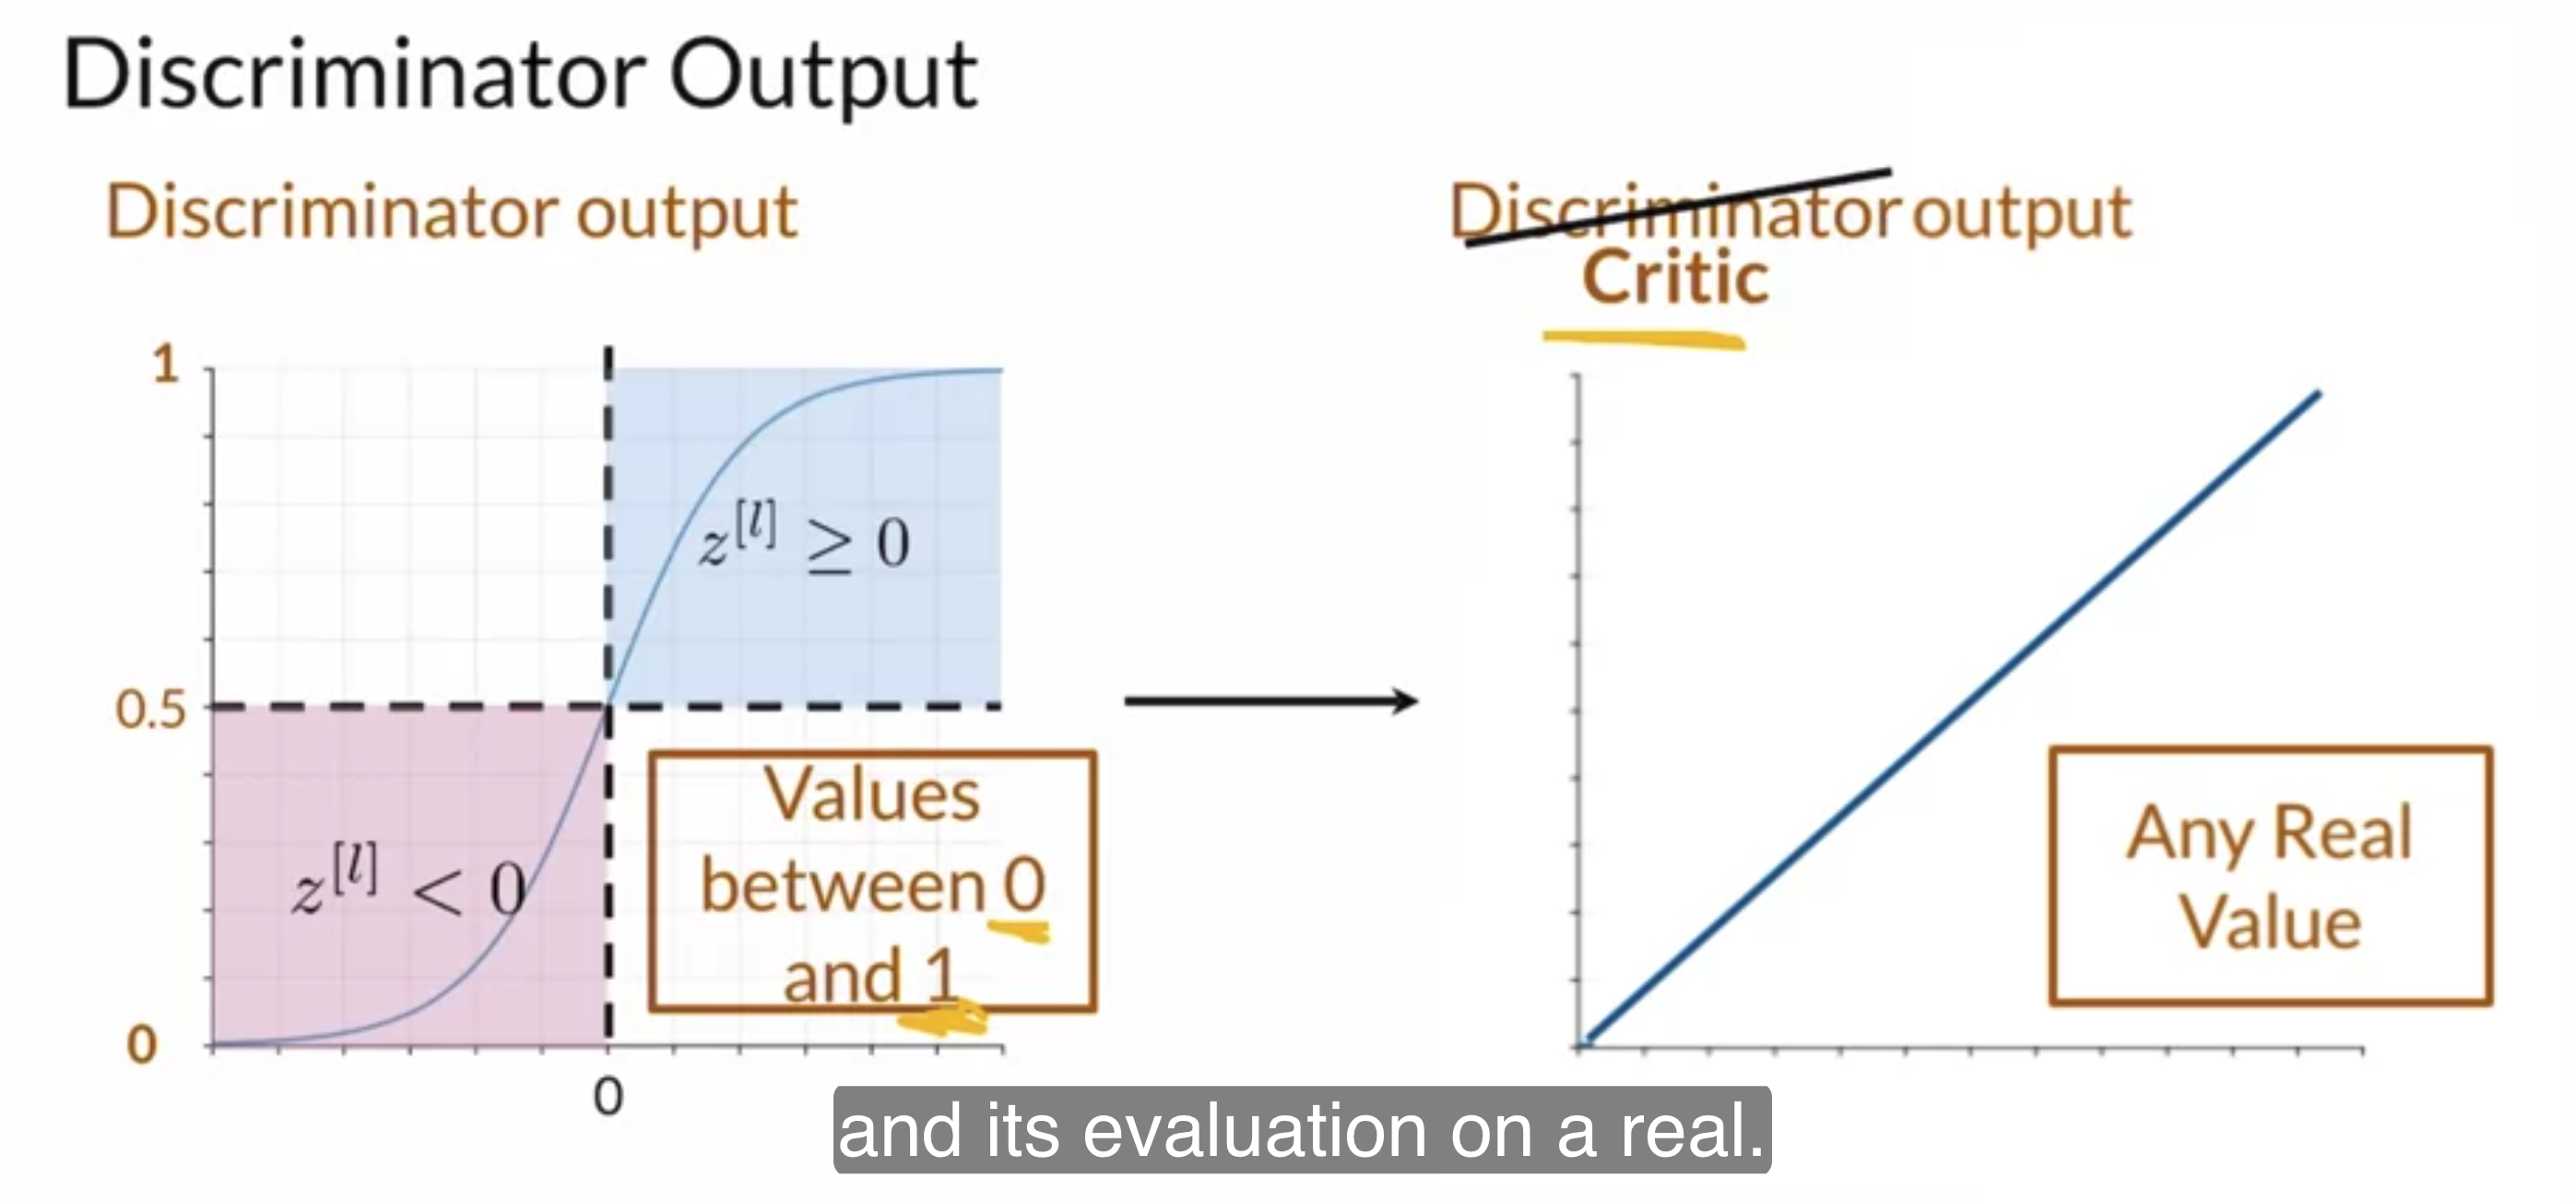 Discriminator Output
Discriminator output
1
0.5
0
z^[l] ≥ 0
z^[l] < 0
Values
between 0
and 1
0
Discriminator output
Critic
Any Real
Value
and its evaluation on a real.